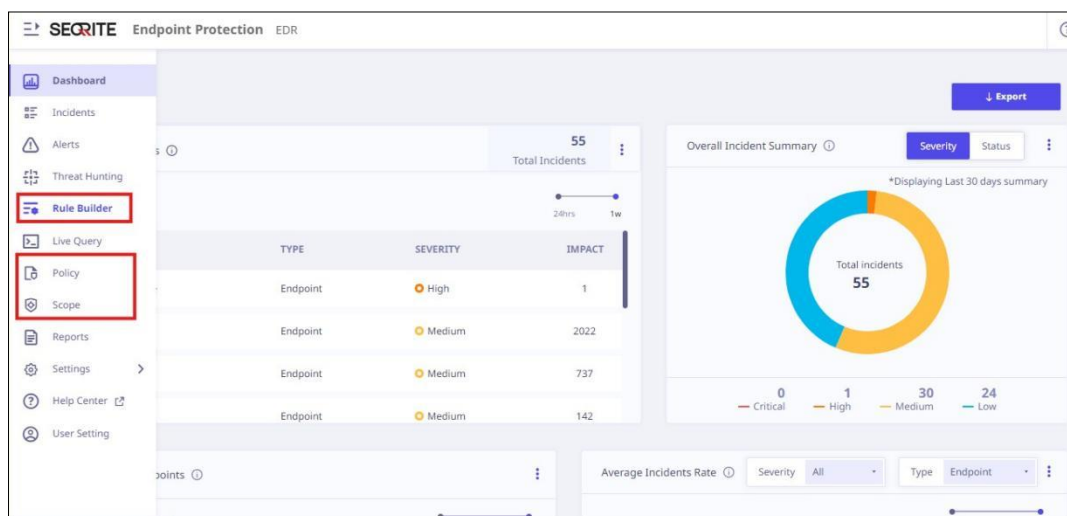 SEQRITE Endpoint Protection EDR
Dashboard
Incidents
Alerts
Threat Hunting
Rule Builder
Live Query
Policy
Scope
Reports
Settings
Help Center
User Setting
Export
s
55
Total Incidents
24hrs 1w
TYPE SEVERITY IMPACT
Endpoint High 1
Endpoint Medium 2022
Endpoint Medium 737
Endpoint Medium 142
Overall Incident Summary Severity Status
*Displaying Last 30 days summary
Total incidents
55
0 1 30 24
Critical High Medium Low
points
Average Incidents Rate Severity All Type Endpoint